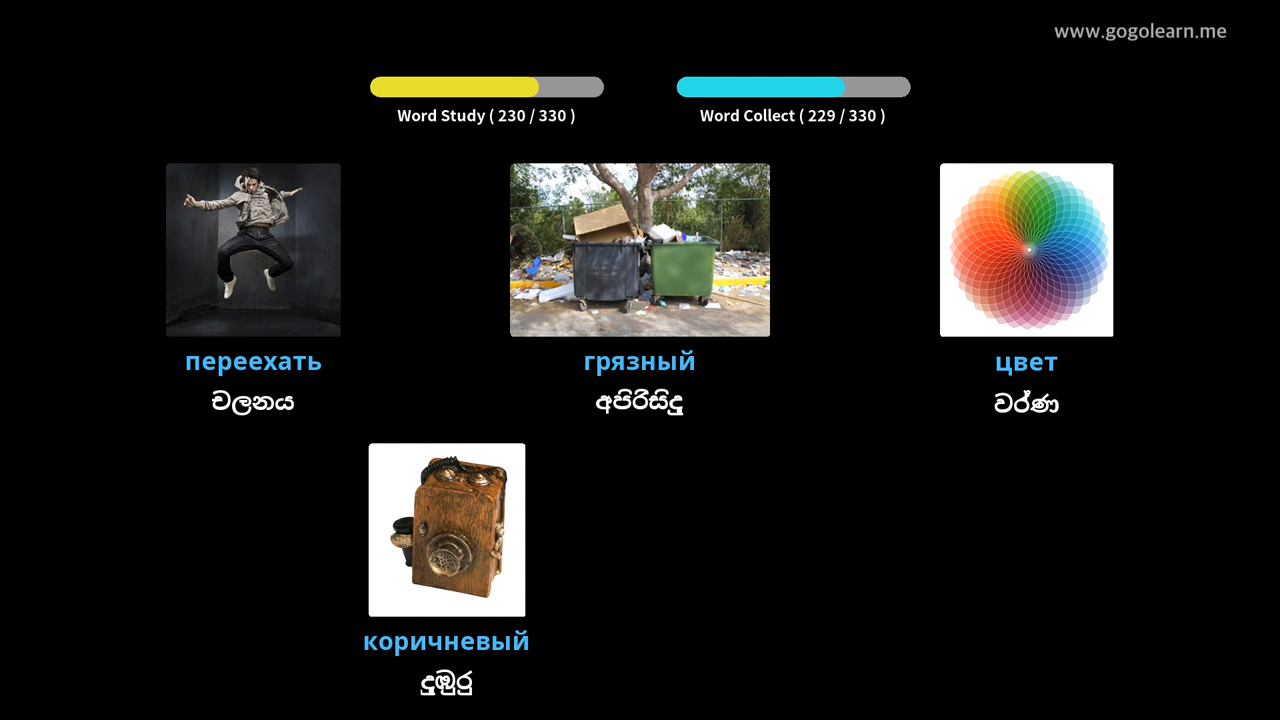 www.gogolearn.me
Word Study ( 230 / 330 )
Word Collect ( 229 / 330 )
переехать
චලනය
грязный
අපිරිසිදු
цвет
වර්ණ
коричневый
දුඹුරු